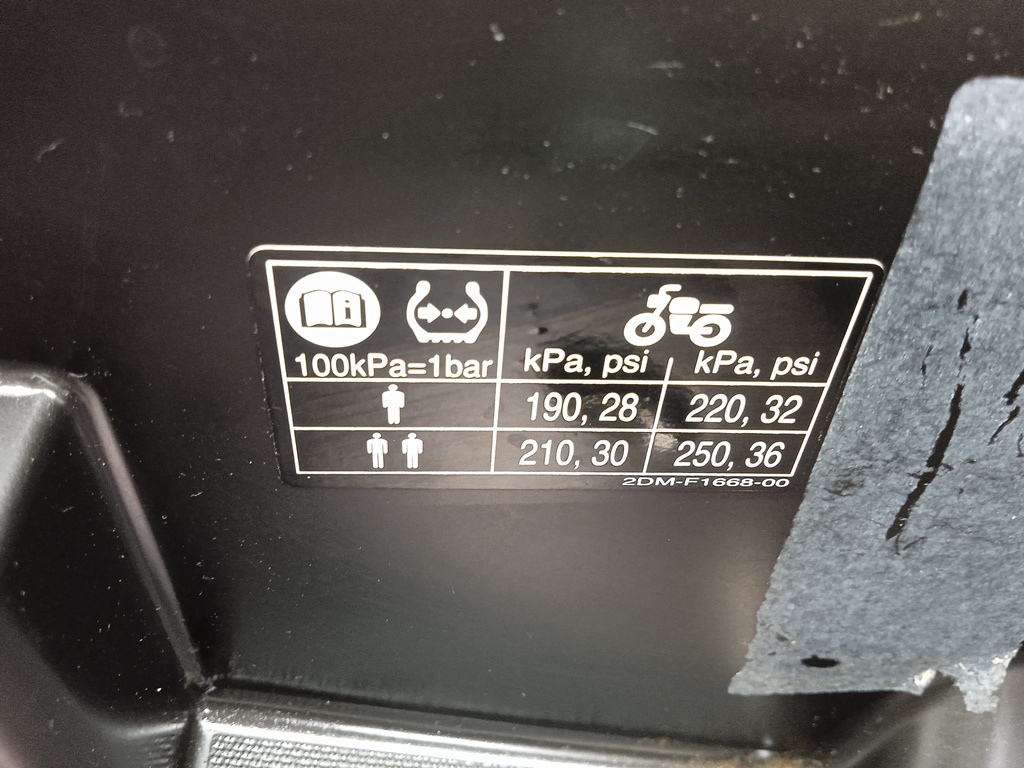 100kPa=1bar
kPa, psi kPa, psi
190, 28 220, 32
210, 30 250, 36
2DM-F1668-00